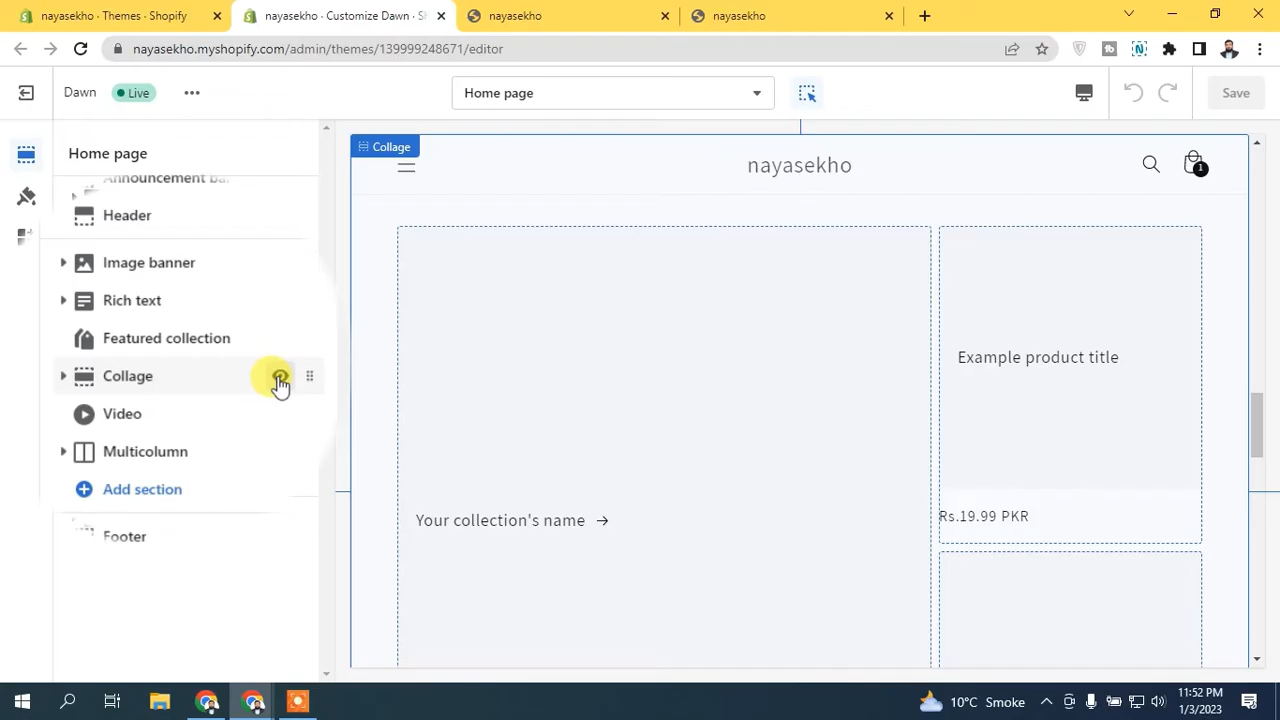 nayasekho · Themes · Shopify
nayasekho · Customize Dawn · Sh
nayasekho
nayasekho
nayasekho.myshopify.com/admin/themes/139999248671/editor
Dawn
Live
Home page
Save
Home page
Announcement ba
Header
Image banner
Rich text
Featured collection
Collage
Video
Multicolumn
Add section
Footer
Collage
nayasekho
1
Example product title
Your collection's name →
Rs.19.99 PKR
10°C Smoke
11:52 PM
1/3/2023